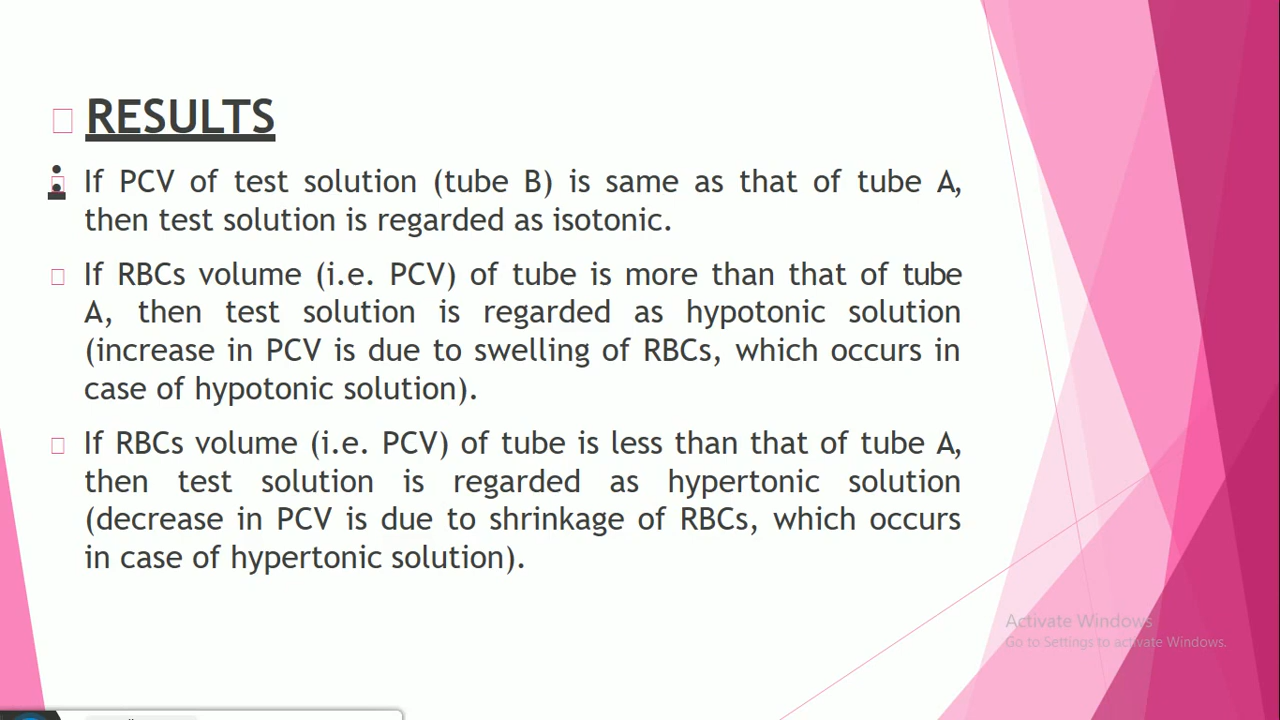 RESULTS
If PCV of test solution (tube B) is same as that of tube A,
then test solution is regarded as isotonic.
If RBCs volume (i.e. PCV) of tube is more than that of tube
A, then test solution is regarded as hypotonic solution
(increase in PCV is due to swelling of RBCs, which occurs in
case of hypotonic solution).
If RBCs volume (i.e. PCV) of tube is less than that of tube A,
then test solution is regarded as hypertonic solution
(decrease in PCV is due to shrinkage of RBCs, which occurs
in case of hypertonic solution).
Activate Windows
Go to Settings to activate Windows.